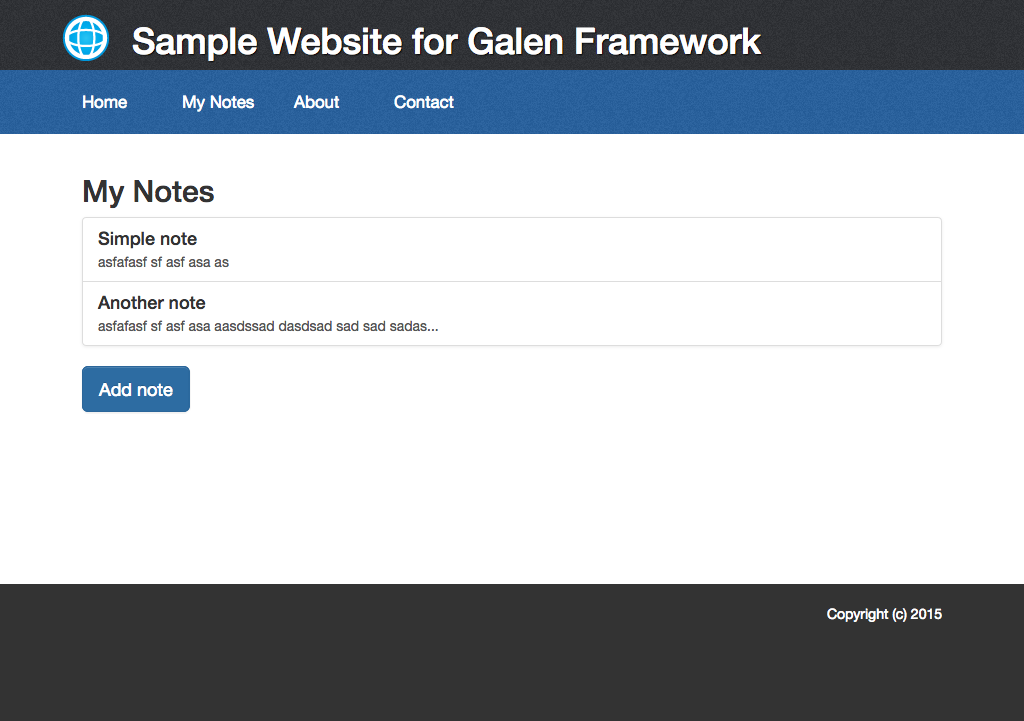 Sample Website for Galen Framework
Home My Notes About Contact
My Notes
Simple note
asfafasf sf asf asa as
Another note
asfafasf sf asf asa aasdssad dasdsad sad sad sadas...
Add note
Copyright (c) 2015